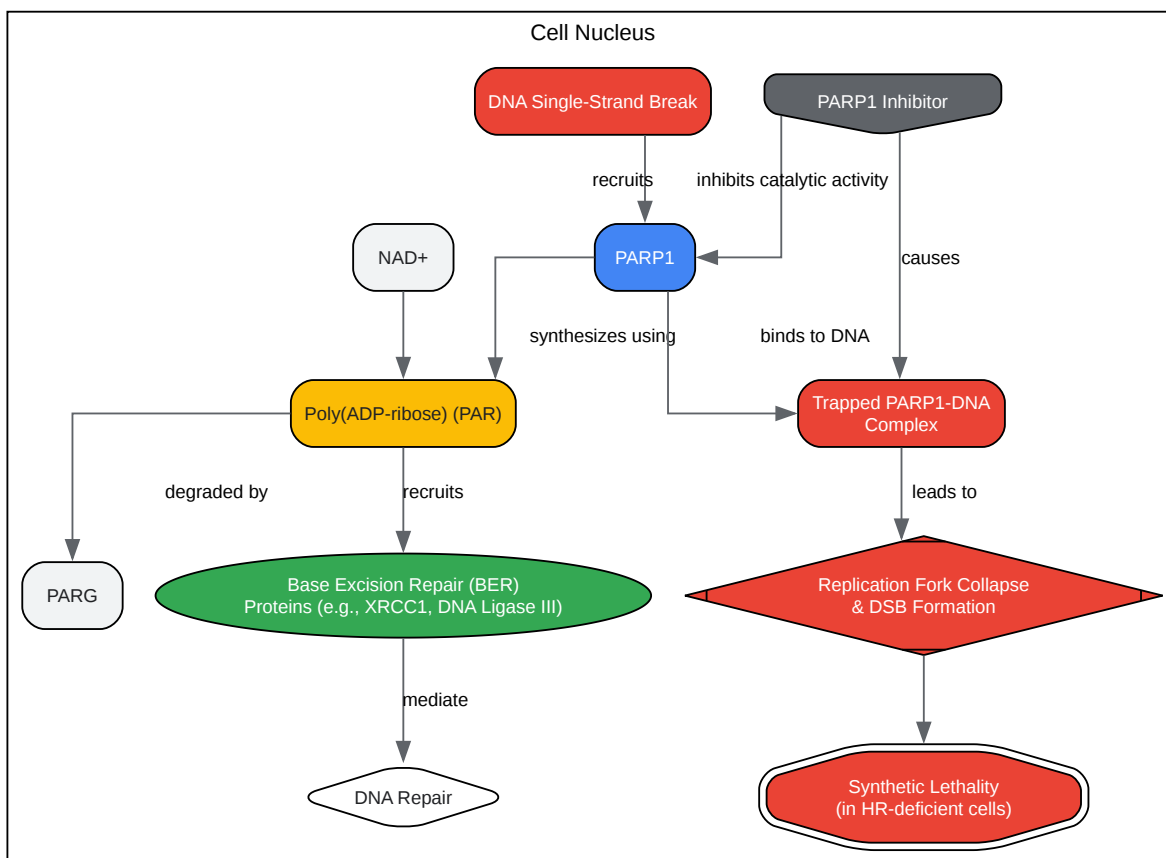 Cell Nucleus
DNA Single-Strand Break
PARP1 Inhibitor
recruits
inhibits catalytic activity
NAD+
PARP1
causes
synthesizes using
binds to DNA
Poly(ADP-ribose) (PAR)
Trapped PARP1-DNA
Complex
degraded by
recruits
leads to
PARG
Base Excision Repair (BER)
Proteins (e.g., XRCC1, DNA Ligase III)
Replication Fork Collapse
& DSB Formation
mediate
DNA Repair
Synthetic Lethality
(in HR-deficient cells)